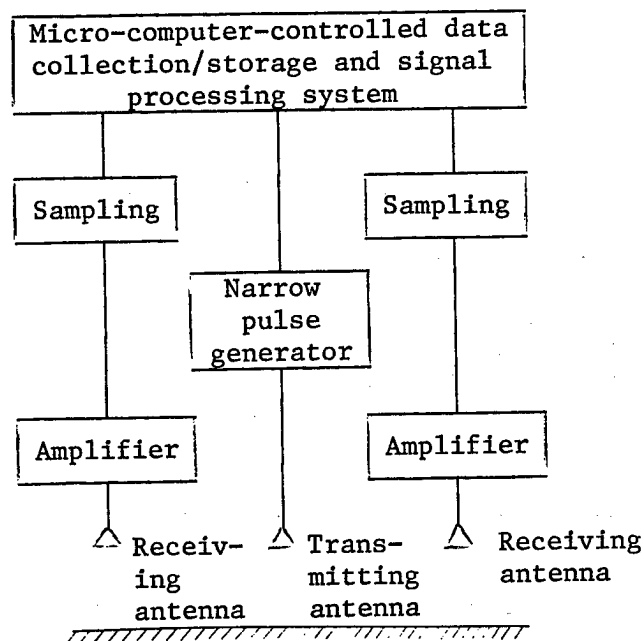 Micro-computer-controlled data
collection/storage and signal
processing system
Sampling
Sampling
Narrow
pulse
generator
Amplifier
Amplifier
Receiv-
ing
antenna
Trans-
mitting
antenna
Receiving
antenna